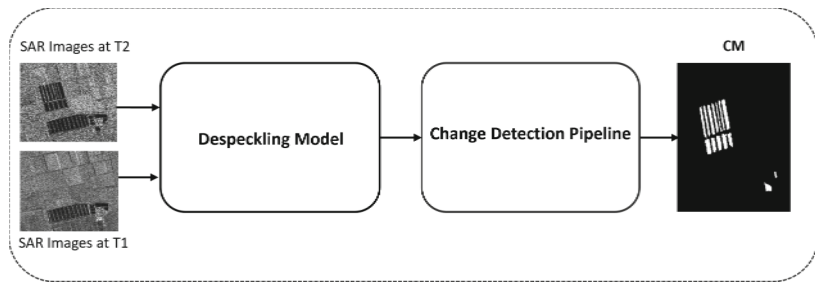 SAR Images at T2
CM
Despeckling Model
Change Detection Pipeline
SAR Images at T1